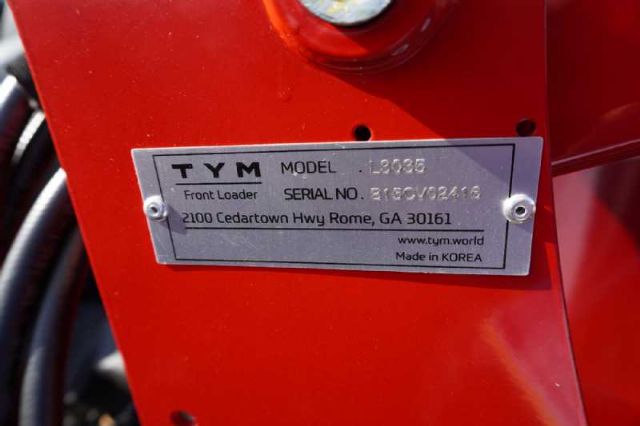 TYM MODEL . L3035
Front Loader SERIAL NO. B15CV02416
2100 Cedartown Hwy Rome, GA 30161
www.tym.world
Made in KOREA